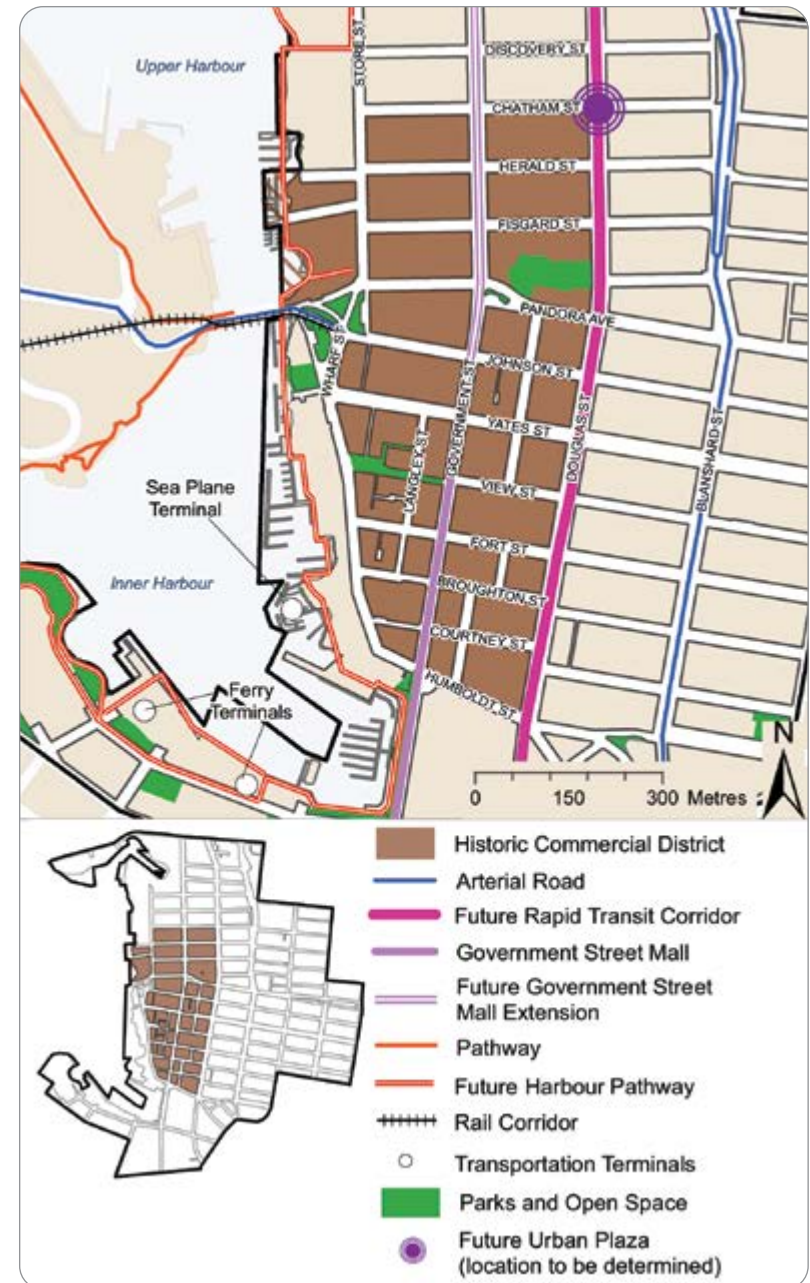 Upper Harbour
STORE ST
DISCOVERY ST
CHATHAM ST
HERALD ST
FISGARD ST
PANDORA AVE
WHARF ST
JOHNSON ST
GOVERNMENT ST
YATES ST
DOUGLAS ST
BLANSHARD ST
LANGLEY ST
VIEW ST
Sea Plane
Terminal
FORT ST
Inner Harbour
BROUGHTON ST
COURTNEY ST
HUMBOLDT ST
Ferry
Terminals
N
0 150 300 Metres
Historic Commercial District
Arterial Road
Future Rapid Transit Corridor
Government Street Mall
Future Government Street
Mall Extension
Pathway
Future Harbour Pathway
Rail Corridor
Transportation Terminals
Parks and Open Space
Future Urban Plaza
(location to be determined)